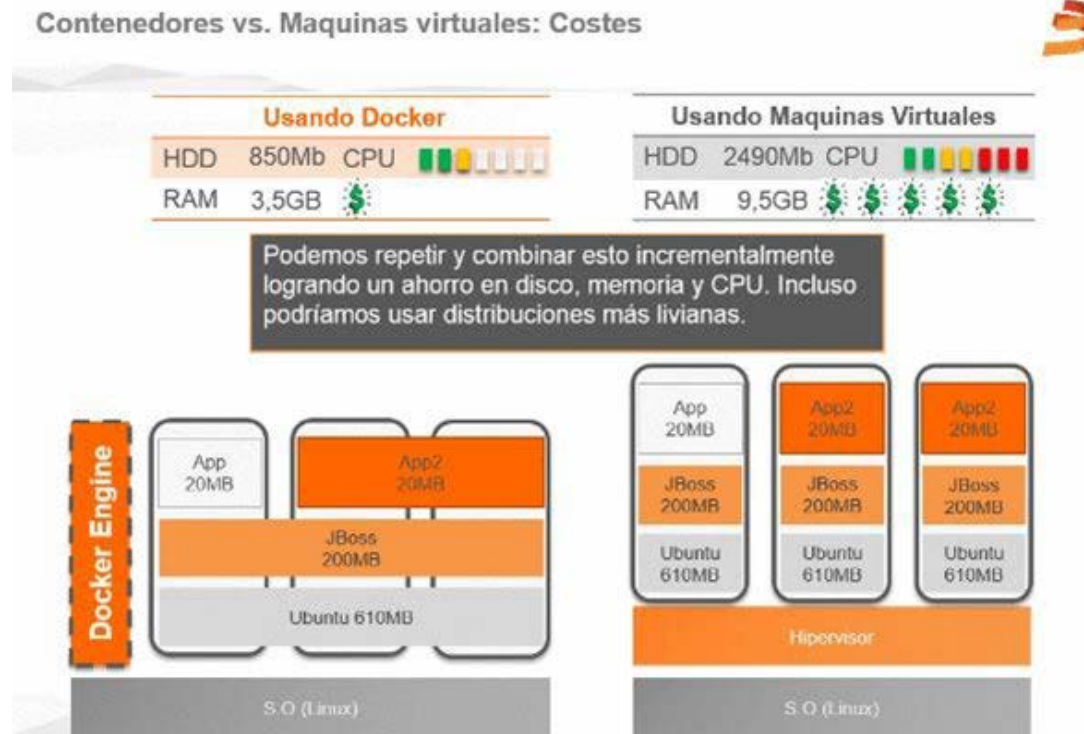 Contenedores vs. Maquinas virtuales: Costes
Usando Docker
HDD 850Mb CPU
RAM 3,5GB $
Usando Maquinas Virtuales
HDD 2490Mb CPU
RAM 9,5GB $ $ $ $ $
Podemos repetir y combinar esto incrementalmente
logrando un ahorro en disco, memoria y CPU. Incluso
podríamos usar distribuciones más livianas.
Docker Engine
App
20MB
App2
20MB
JBoss
200MB
Ubuntu 610MB
S.O (Linux)
App
20MB
App2
20MB
App2
20MB
JBoss
200MB
JBoss
200MB
JBoss
200MB
Ubuntu
610MB
Ubuntu
610MB
Ubuntu
610MB
Hipervisor
S.O (Linux)